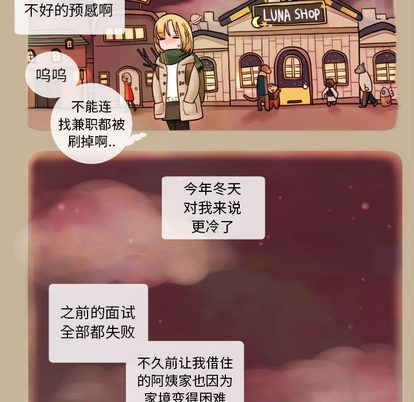 不好的预感啊
LUNA SHOP
呜呜
不能连
找兼职都被
刷掉啊..
今年冬天
对我来说
更冷了
之前的面试
全部都失败
不久前让我借住
的阿姨家也因为
家境变得困难